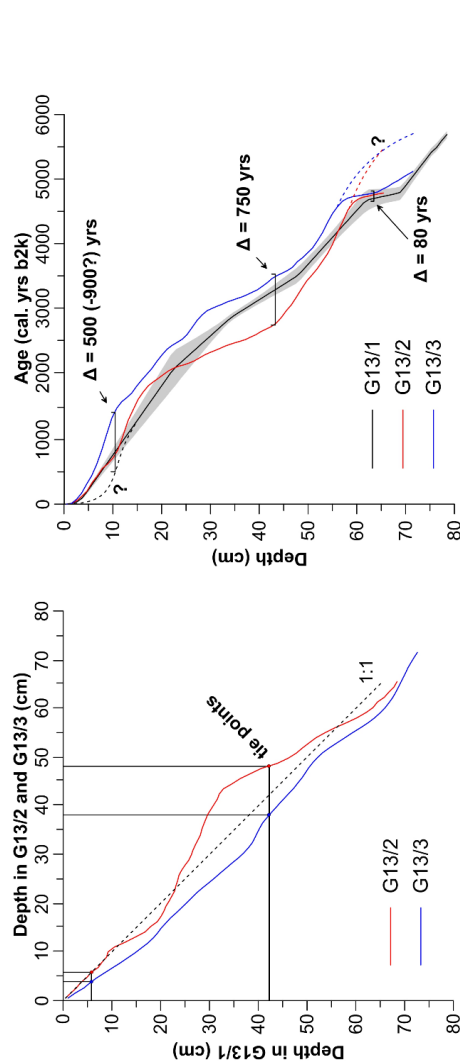 Depth in G13/2 and G13/3 (cm)
0 10 20 30 40 50 60 70 80
Depth in G13/1 (cm)
0
10
20
30
40
50
60
70
80
tie points
1:1
G13/2
G13/3
Age (cal. yrs b2k)
0 1000 2000 3000 4000 5000 6000
Depth (cm)
0
10
20
30
40
50
60
70
80
Δ = 500 (-900?) yrs
?
Δ = 750 yrs
?
Δ = 80 yrs
G13/1
G13/2
G13/3